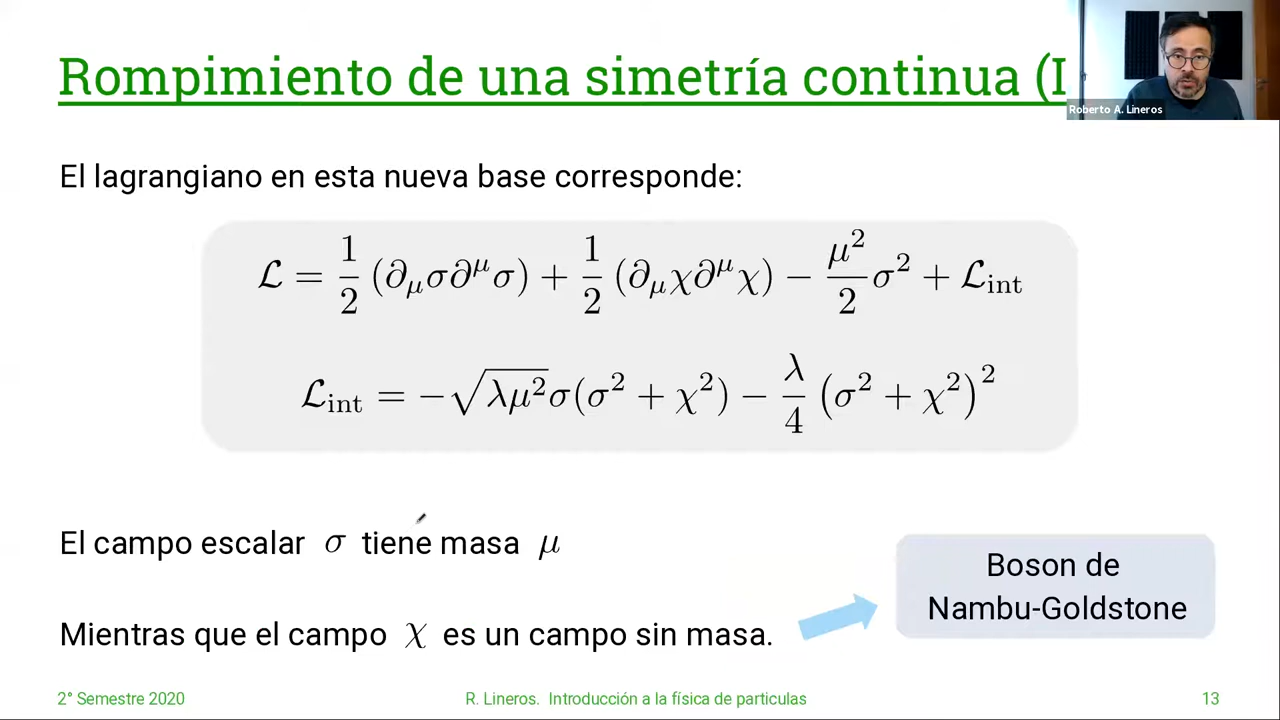 Rompimiento de una simetría continua (I
Roberto A. Lineros
El lagrangiano en esta nueva base corresponde:
ℒ = 1/2 (∂_μσ∂^μσ) + 1/2 (∂_μχ∂^μχ) − μ²/2 σ² + ℒ_int
ℒ_int = −√(λμ²)σ(σ² + χ²) − λ/4 (σ² + χ²)²
El campo escalar σ tiene masa μ
Boson de
Nambu-Goldstone
Mientras que el campo χ es un campo sin masa.
2° Semestre 2020
R. Lineros. Introducción a la física de particulas
13